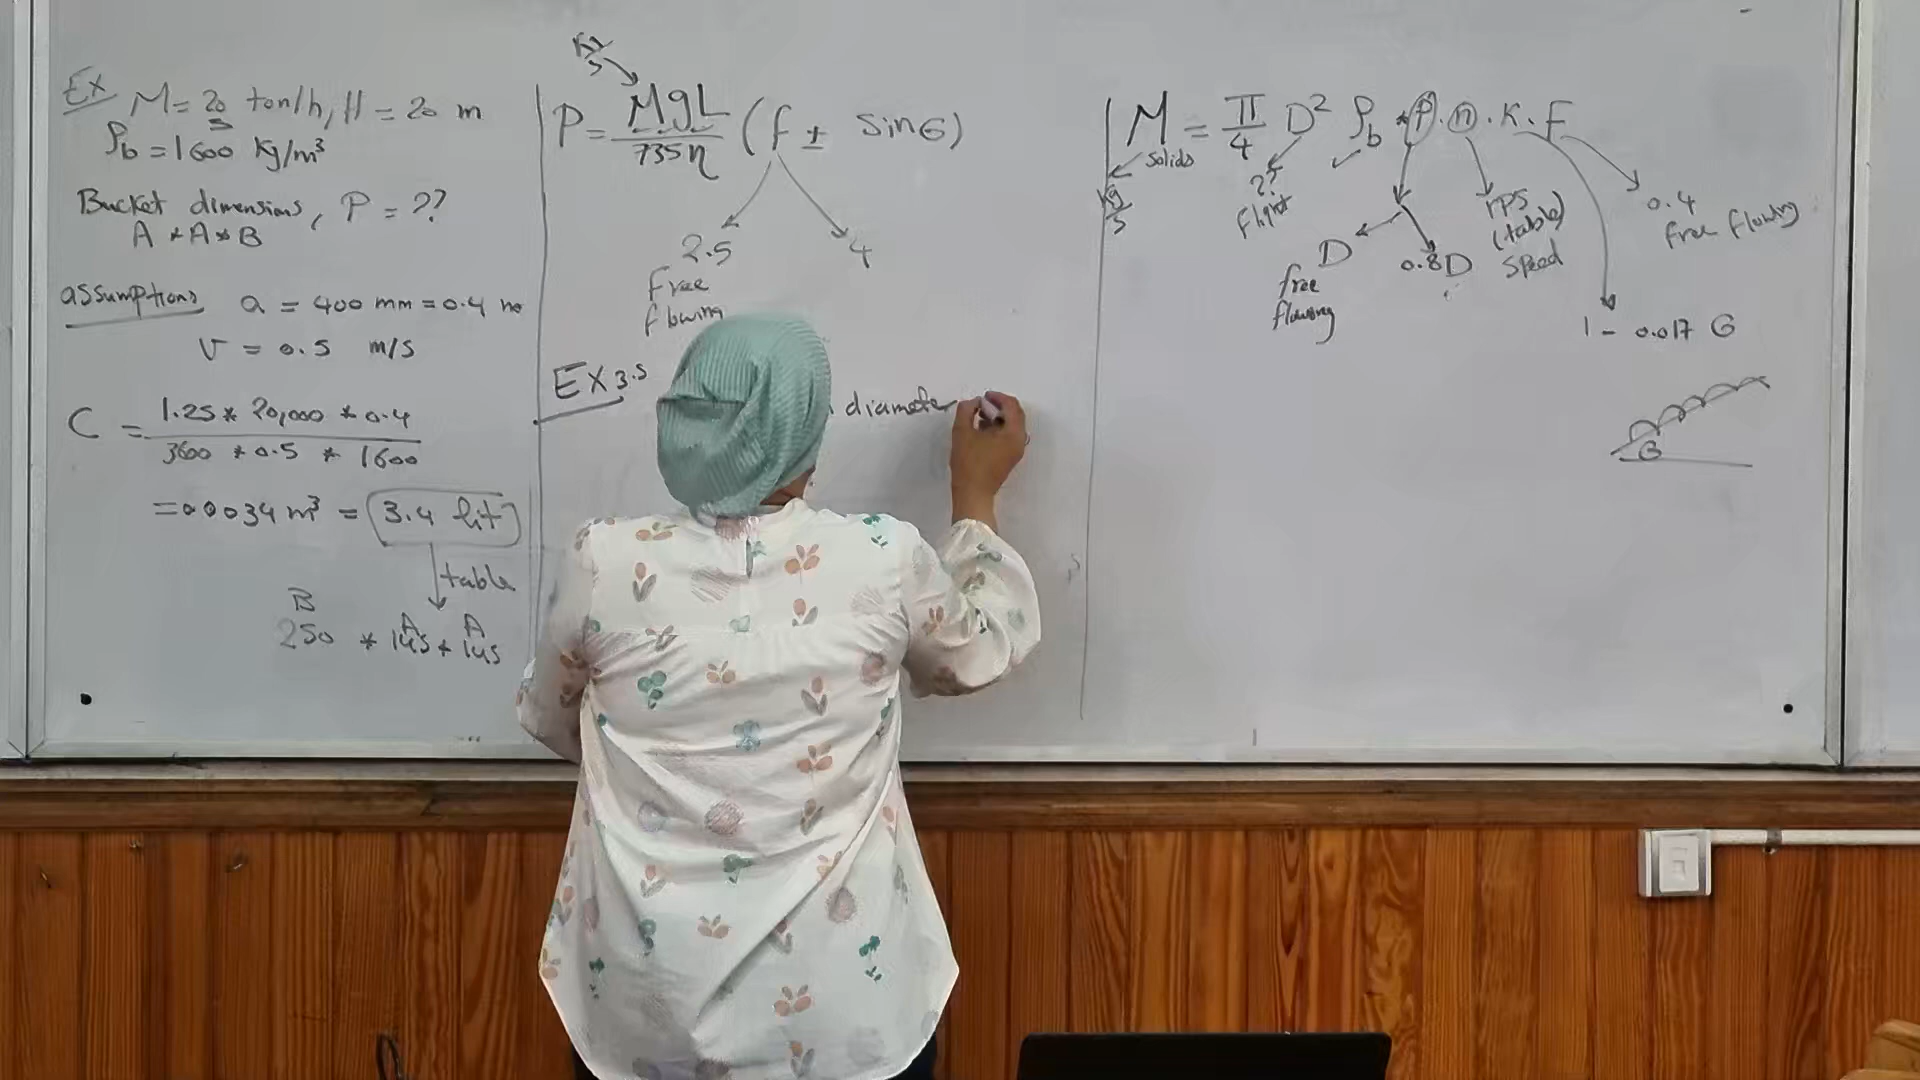 Ex M = 20 ton/h, H = 20 m
s
ρb = 1600 Kg/m³
Bucket dimensions, P = ??
A * A * B
assumptions a = 400 mm = 0.4 m
V = 0.5 m/s
C = 1.25 * 20,000 * 0.4
3600 * 0.5 * 1600
= 0.0034 m³ = 3.4 lit
table
B A A
250 * 145 * 145
Kg/s
P = MgL / 735η (f ± sin θ)
2.5 4
Free
flowing
Ex 3.5
diameter
M = π/4 D² ρb * p . n . K . F
solids
kg/s
??
flight
D
free
flowing
0.8D
rps
(table)
speed
0.4
free flowing
1 - 0.017 θ
θ